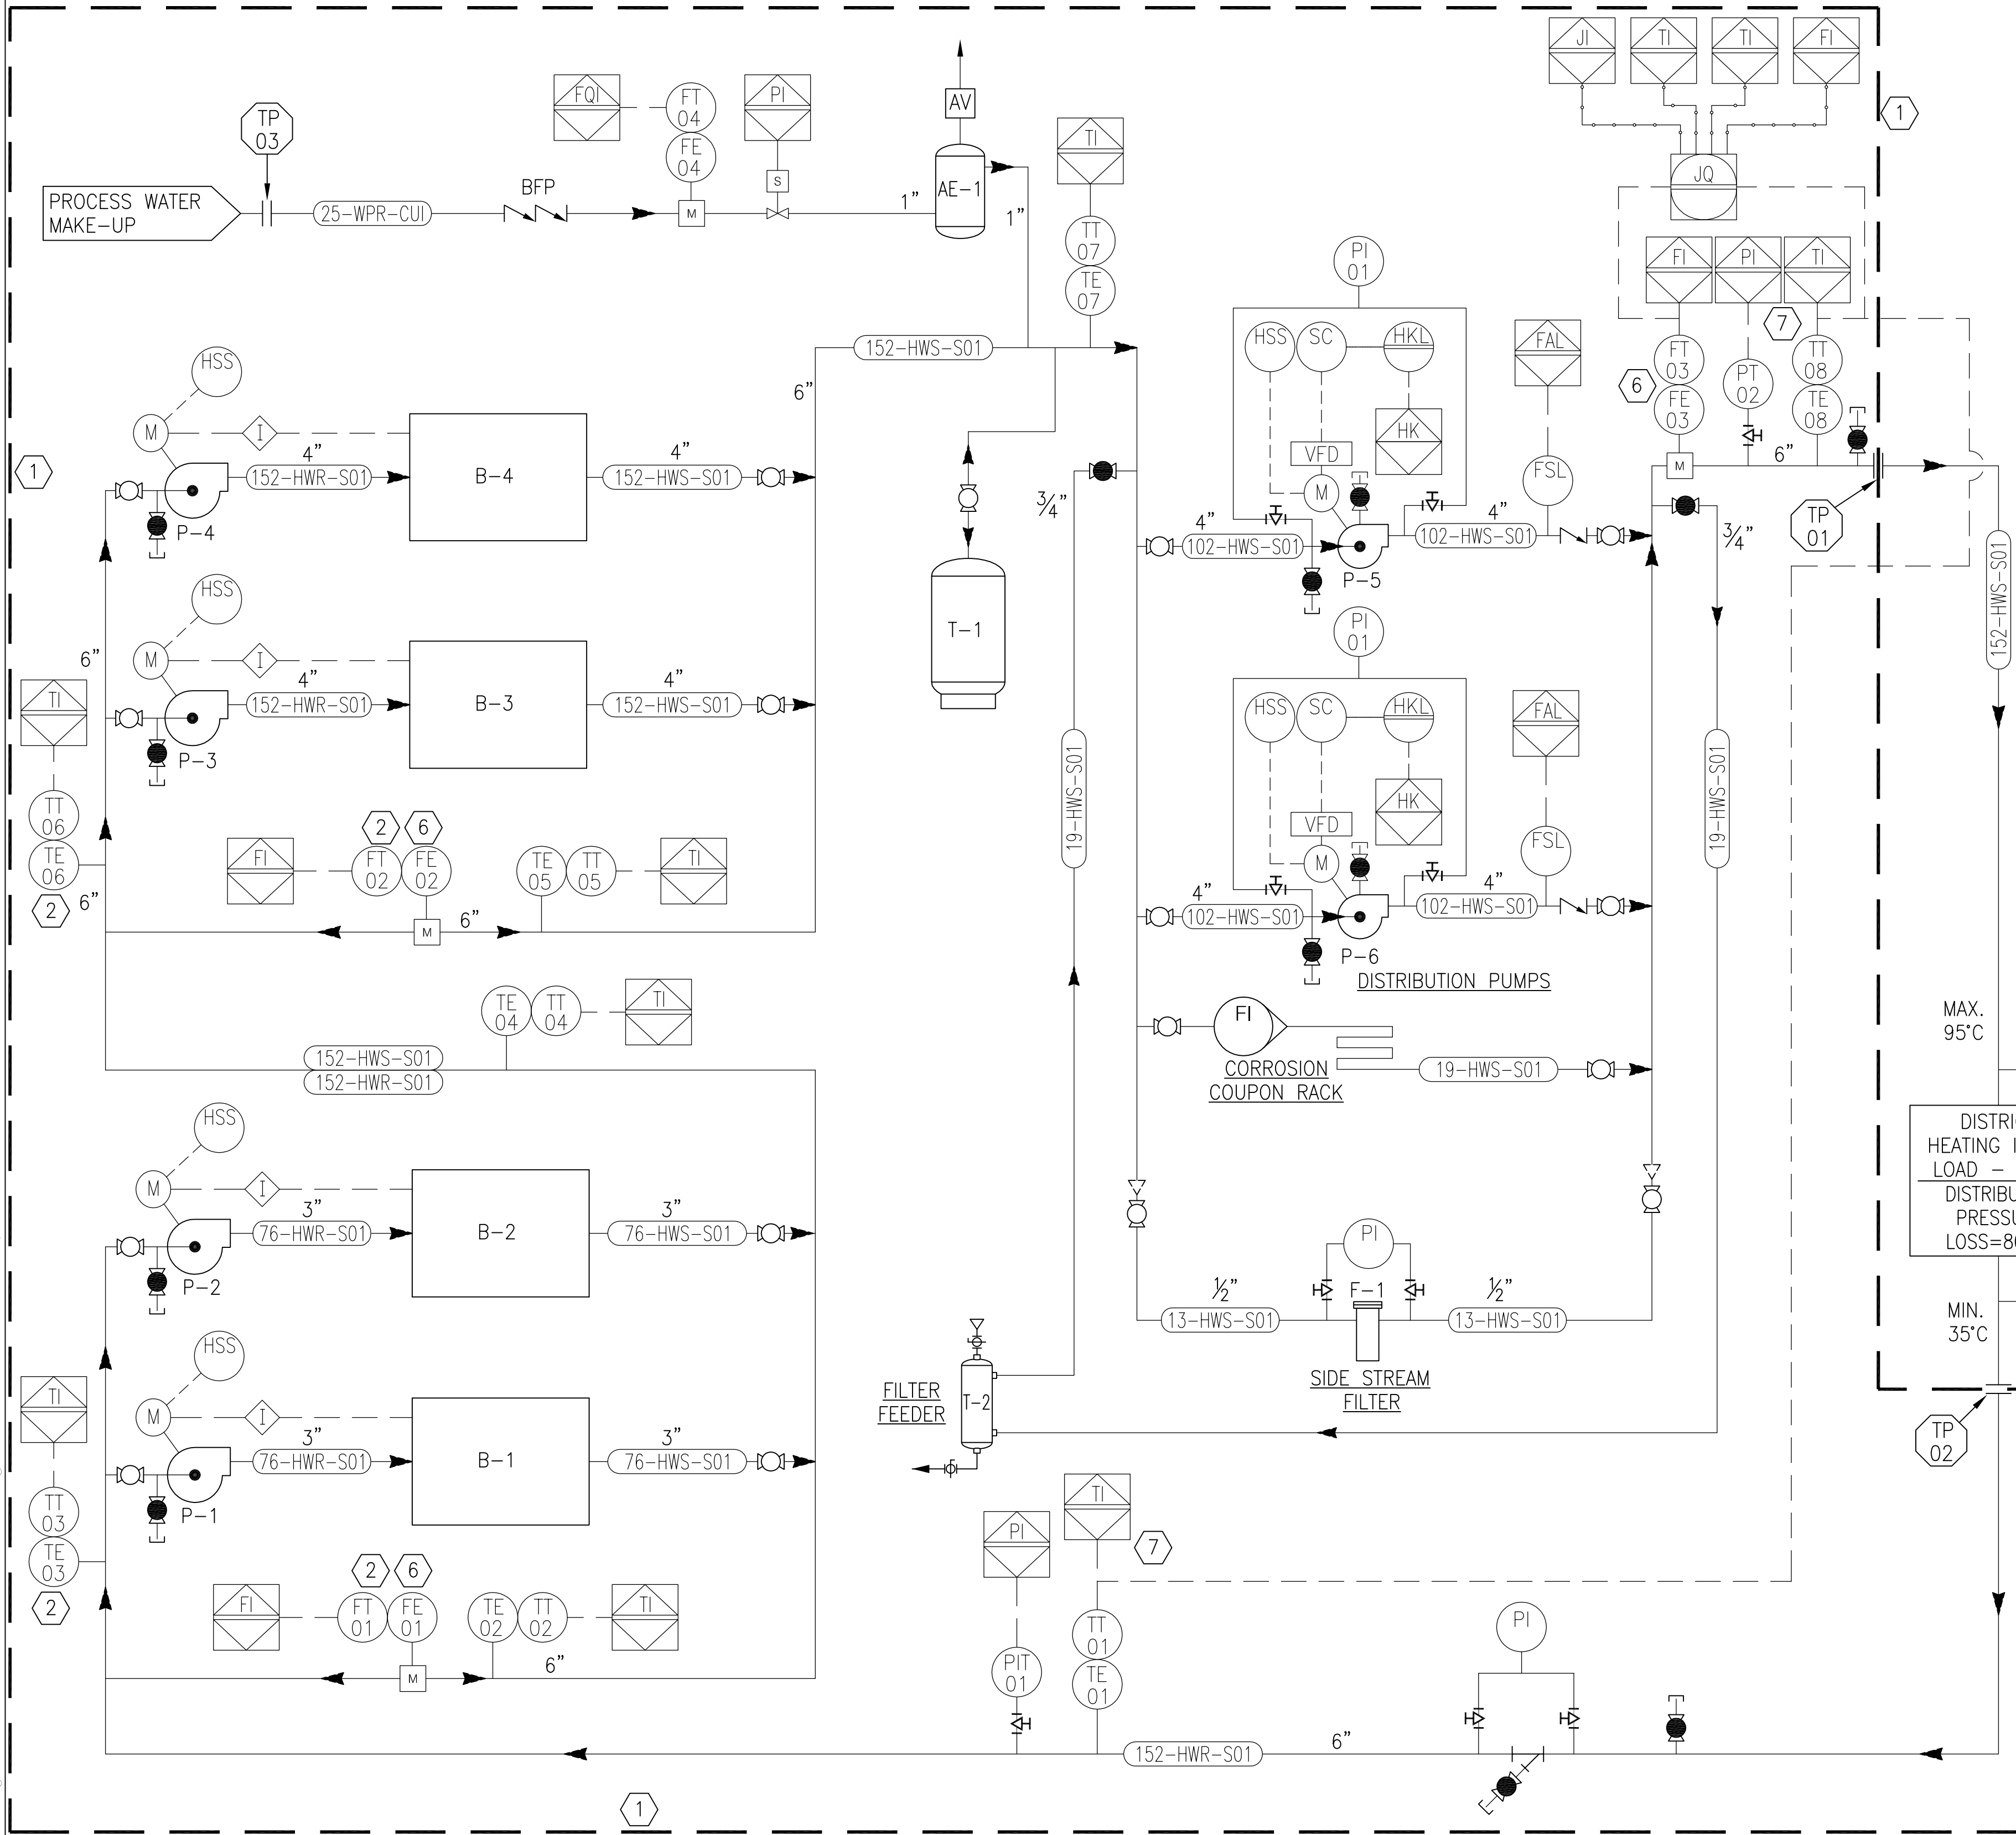 JI
TI
TI
FI
1
TP
03
FQI
FT
04
FE
04
PI
S
M
AV
AE-1
1"
1"
PROCESS WATER
MAKE-UP
25-WPR-CUI
BFP
TI
TT
07
TE
07
JQ
FI
PI
TI
7
FT
03
FE
03
6
PT
02
TT
08
TE
08
M
6"
TP
01
3/4"
152-HWS-S01
152-HWS-S01
6"
PI
01
HSS
SC
HKL
HK
VFD
M
FAL
FSL
4"
102-HWS-S01
P-5
4"
102-HWS-S01
3/4"
HSS
M
I
4"
152-HWR-S01
P-4
B-4
4"
152-HWS-S01
1
HSS
M
I
4"
152-HWR-S01
P-3
B-3
4"
152-HWS-S01
6"
T-1
TI
TT
06
TE
06
2
6"
PI
01
HSS
SC
HKL
HK
VFD
M
FAL
FSL
4"
102-HWS-S01
P-6
4"
102-HWS-S01
DISTRIBUTION PUMPS
19-HWS-S01
19-HWS-S01
2
6
FI
FT
02
FE
02
M
6"
TE
05
TT
05
TI
TE
04
TT
04
TI
152-HWS-S01
152-HWR-S01
FI
CORROSION
COUPON RACK
19-HWS-S01
MAX.
95°C
HEATING
LOAD -
LOSS=8
MIN.
35°C
HSS
M
I
3"
76-HWR-S01
P-2
B-2
3"
76-HWS-S01
HSS
M
I
3"
76-HWR-S01
P-1
B-1
3"
76-HWS-S01
TI
TT
03
TE
03
2
PI
1/2"
13-HWS-S01
F-1
1/2"
13-HWS-S01
SIDE STREAM
FILTER
FILTER
FEEDER
T-2
TP
02
2
6
FI
FT
01
FE
01
M
TE
02
TT
02
TI
6"
PI
PIT
01
TI
7
TT
01
TE
01
PI
152-HWR-S01
6"
1